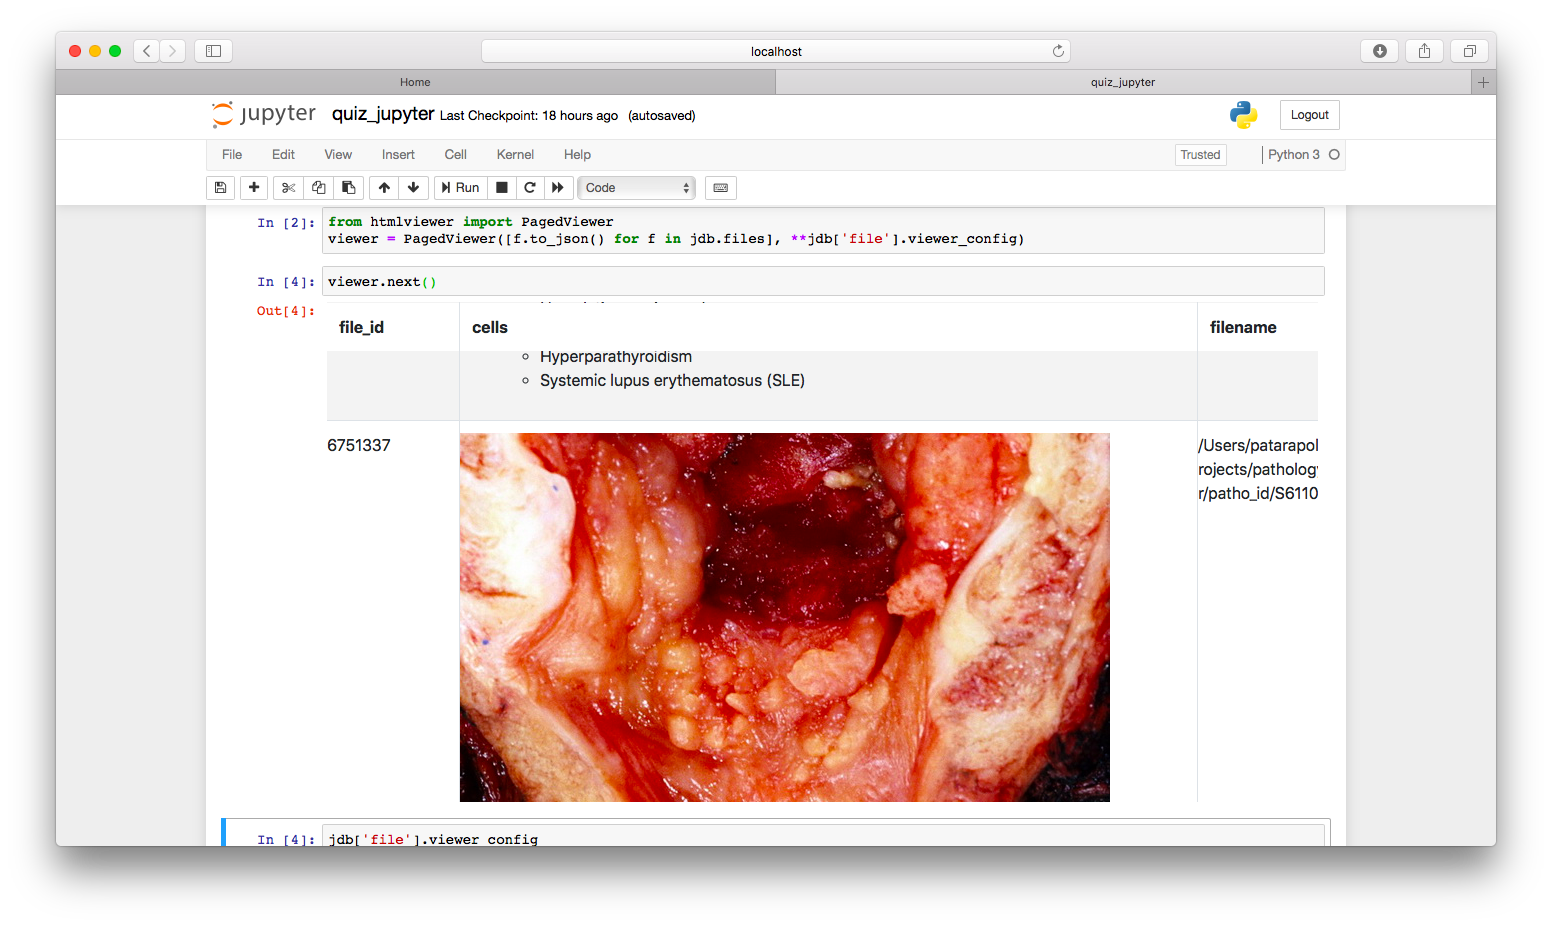 localhost
Home
quiz_jupyter
jupyter quiz_jupyter Last Checkpoint: 18 hours ago (autosaved)
Logout
File Edit View Insert Cell Kernel Help
Trusted
Python 3
Run
Code
In [2]: from htmlviewer import PagedViewer
viewer = PagedViewer([f.to_json() for f in jdb.files], **jdb['file'].viewer_config)
In [4]: viewer.next()
Out[4]:
file_id cells filename
Hyperparathyroidism
Systemic lupus erythematosus (SLE)
6751337
/Users/patarapol
rojects/pathology
r/patho_id/S6110
In [4]: jdb['file'].viewer_config